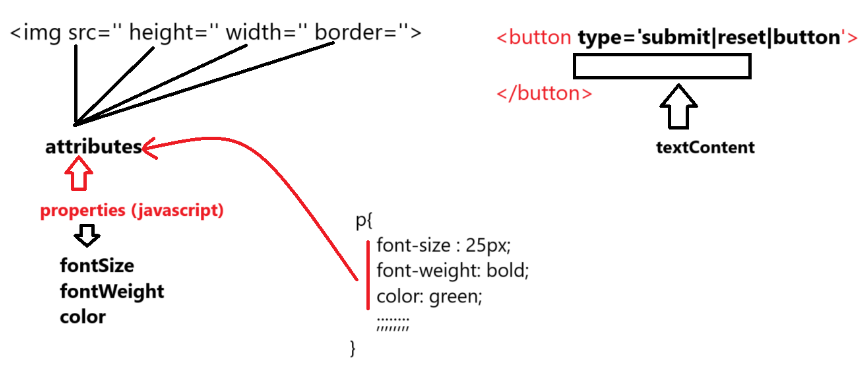 <img src='' height='' width='' border=''>
attributes
properties (javascript)
fontSize
fontWeight
color
p{
font-size : 25px;
font-weight: bold;
color: green;
;;;;;;;;
}
<button type='submit|reset|button'>
</button>
textContent